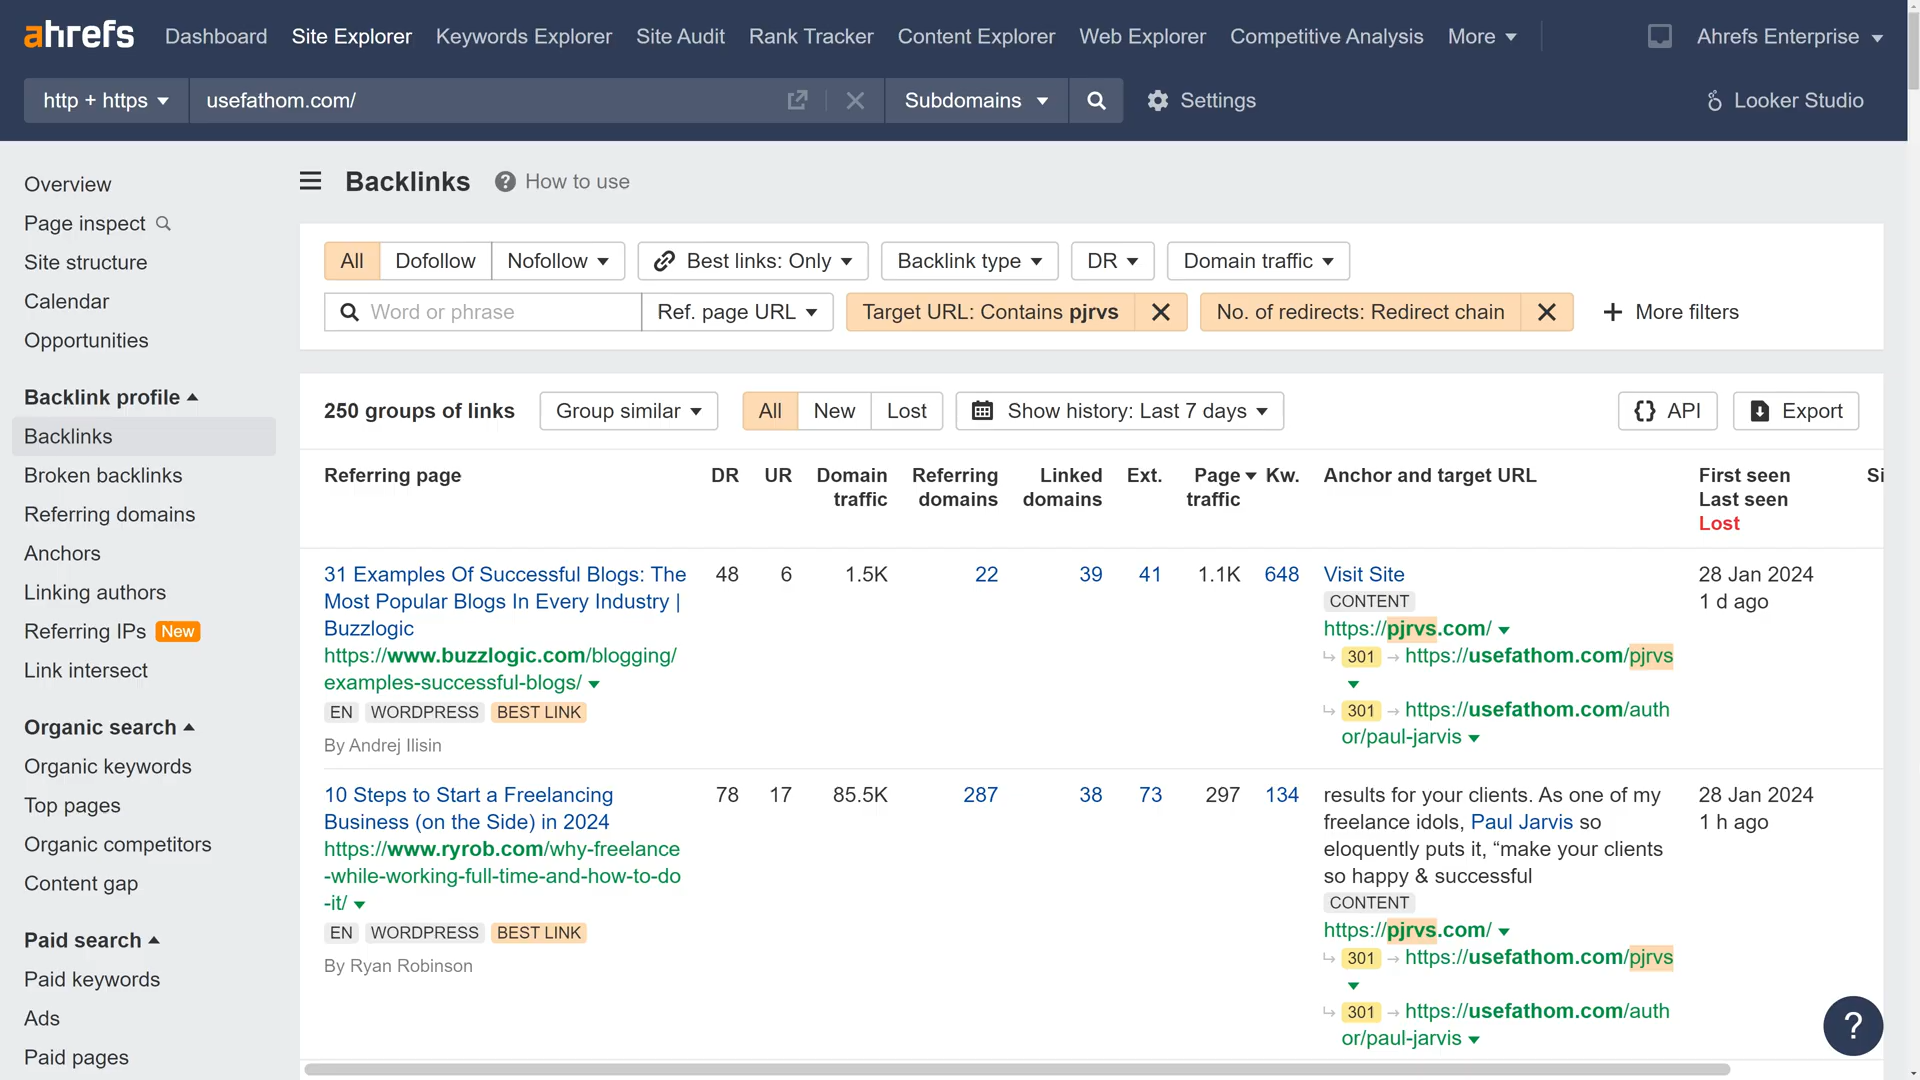 ahrefs Dashboard Site Explorer Keywords Explorer Site Audit Rank Tracker Content Explorer Web Explorer Competitive Analysis More Ahrefs Enterprise
http + https usefathom.com/ Subdomains Settings Looker Studio
Overview
Page inspect
Site structure
Calendar
Opportunities
Backlink profile
Backlinks
Broken backlinks
Referring domains
Anchors
Linking authors
Referring IPs New
Link intersect
Organic search
Organic keywords
Top pages
Organic competitors
Content gap
Paid search
Paid keywords
Ads
Paid pages
Backlinks ? How to use
All Dofollow Nofollow Best links: Only Backlink type DR Domain traffic
Word or phrase Ref. page URL Target URL: Contains pjrvs No. of redirects: Redirect chain + More filters
250 groups of links Group similar All New Lost Show history: Last 7 days {} API Export
Referring page DR UR Domain traffic Referring domains Linked domains Ext. Page traffic Kw. Anchor and target URL First seen Last seen Lost Si
31 Examples Of Successful Blogs: The
Most Popular Blogs In Every Industry |
Buzzlogic
https://www.buzzlogic.com/blogging/
examples-successful-blogs/
EN WORDPRESS BEST LINK
By Andrej Ilisin
48 6 1.5K 22 39 41 1.1K 648
Visit Site
CONTENT
https://pjrvs.com/
301 → https://usefathom.com/pjrvs
301 → https://usefathom.com/auth
or/paul-jarvis
28 Jan 2024
1 d ago
10 Steps to Start a Freelancing
Business (on the Side) in 2024
https://www.ryrob.com/why-freelance
-while-working-full-time-and-how-to-do
-it/
EN WORDPRESS BEST LINK
By Ryan Robinson
78 17 85.5K 287 38 73 297 134
results for your clients. As one of my
freelance idols, Paul Jarvis so
eloquently puts it, “make your clients
so happy & successful
CONTENT
https://pjrvs.com/
301 → https://usefathom.com/pjrvs
301 → https://usefathom.com/auth
or/paul-jarvis
28 Jan 2024
1 h ago
?